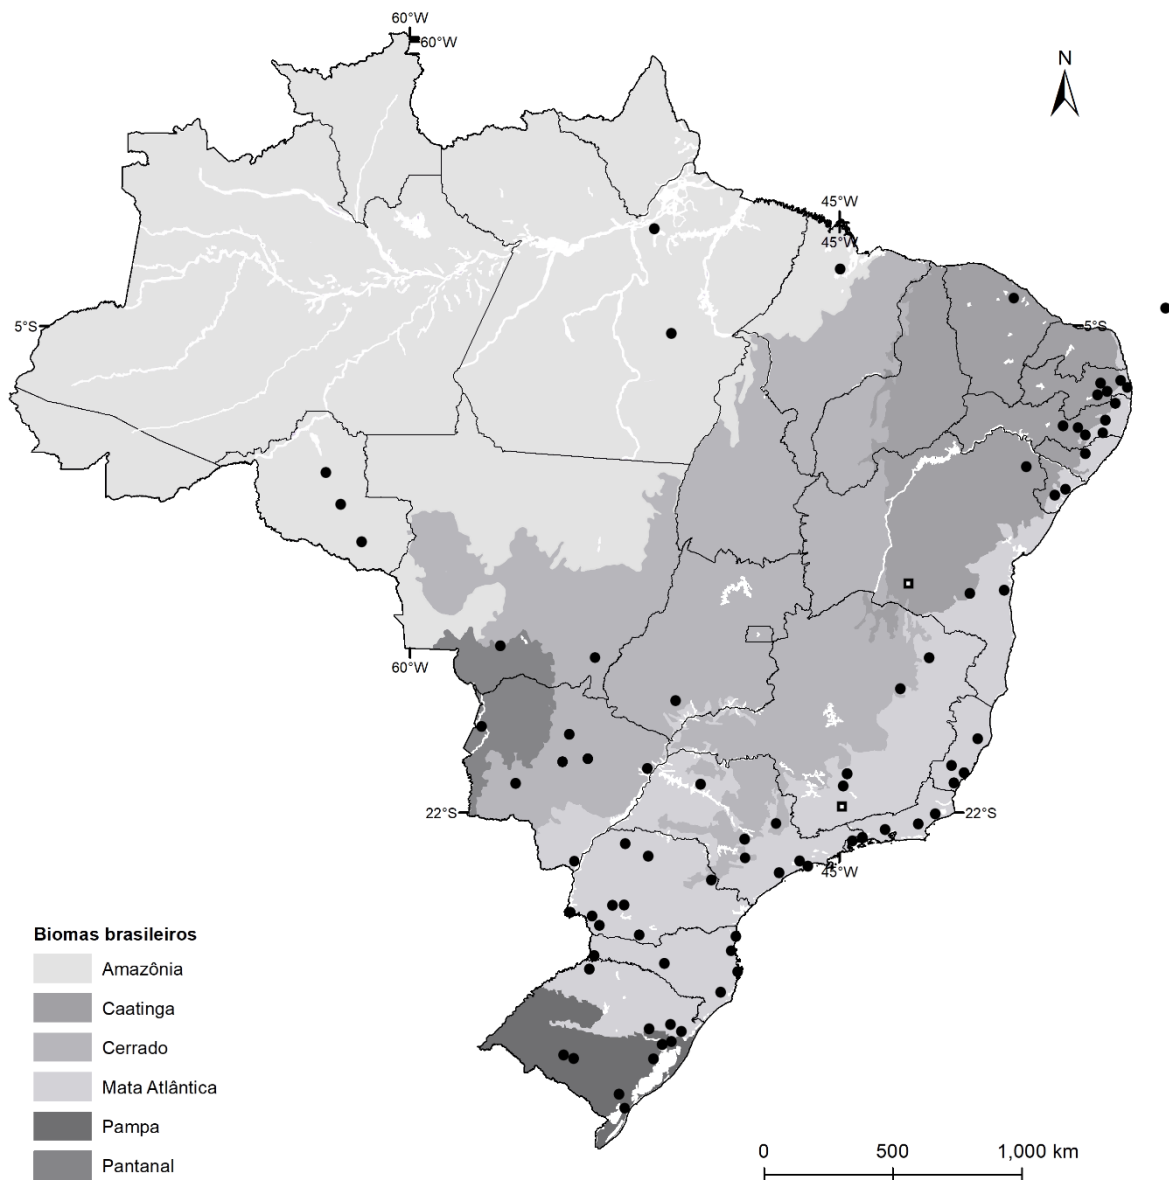 60°W
60°W
N
45°W
45°W
5°S
5°S
60°W
22°S
22°S
45°W
Biomas brasileiros
Amazônia
Caatinga
Cerrado
Mata Atlântica
Pampa
Pantanal
0 500 1,000 km